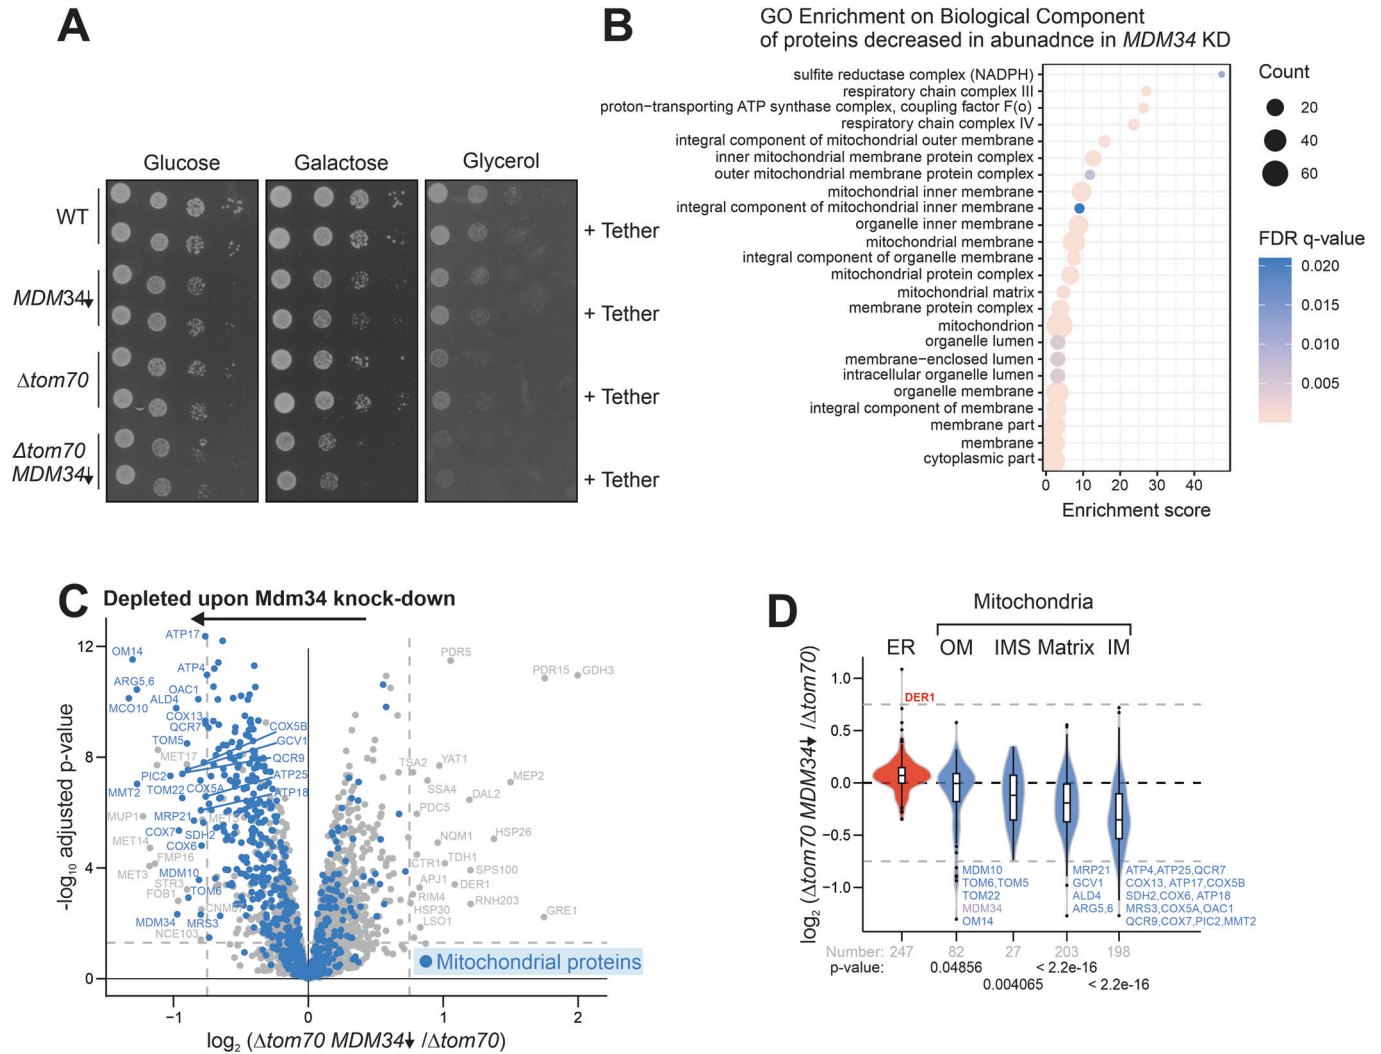 A
Glucose
Galactose
Glycerol
WT
+ Tether
MDM34↓
+ Tether
Δtom70
+ Tether
Δtom70
MDM34↓
+ Tether
B
GO Enrichment on Biological Component
of proteins decreased in abunadnce in MDM34 KD
sulfite reductase complex (NADPH)
respiratory chain complex III
proton−transporting ATP synthase complex, coupling factor F(o)
respiratory chain complex IV
integral component of mitochondrial outer membrane
inner mitochondrial membrane protein complex
outer mitochondrial membrane protein complex
mitochondrial inner membrane
integral component of mitochondrial inner membrane
organelle inner membrane
mitochondrial membrane
integral component of organelle membrane
mitochondrial protein complex
mitochondrial matrix
membrane protein complex
mitochondrion
organelle lumen
membrane−enclosed lumen
intracellular organelle lumen
organelle membrane
integral component of membrane
membrane part
membrane
cytoplasmic part
0 10 20 30 40
Enrichment score
Count
20
40
60
FDR q-value
0.020
0.015
0.010
0.005
C
Depleted upon Mdm34 knock-down
-log10 adjusted p-value
12
8
4
0
−1 0 1 2
log2 (Δtom70 MDM34↓ /Δtom70)
ATP17
OM14
ATP4
ARG5,6
OAC1
ALD4
MCO10
COX13
QCR7
TOM5
COX5B
GCV1
MET17
QCR9
PIC2
ATP25
MMT2
TOM22
COX5A
ATP18
MUP1
MRP21
MET5
COX7
SDH2
MET14
COX6
FMP16
MET3
MDM10
STR3
TOM6
FOB1
MDM34
MRS3
NCE103
PDR5
PDR15
GDH3
TSA2
YAT1
MEP2
SSA4
DAL2
PDC5
NQM1
HSP26
CTR1
TDH1
SPS100
APJ1
DER1
RIM4
RNH203
HSP30
GRE1
LSO1
Mitochondrial proteins
D
Mitochondria
ER OM IMS Matrix IM
log2 (Δtom70 MDM34↓ /Δtom70)
1.0
0.5
0.0
−0.5
−1.0
DER1
MDM10
TOM6,TOM5
TOM22
MDM34
OM14
MRP21
GCV1
ALD4
ARG5,6
ATP4,ATP25,QCR7
COX13, ATP17,COX5B
SDH2,COX6, ATP18
MRS3,COX5A,OAC1
QCR9,COX7,PIC2,MMT2
Number: 247 82 27 203 198
p-value: 0.04856 < 2.2e-16
0.004065 < 2.2e-16